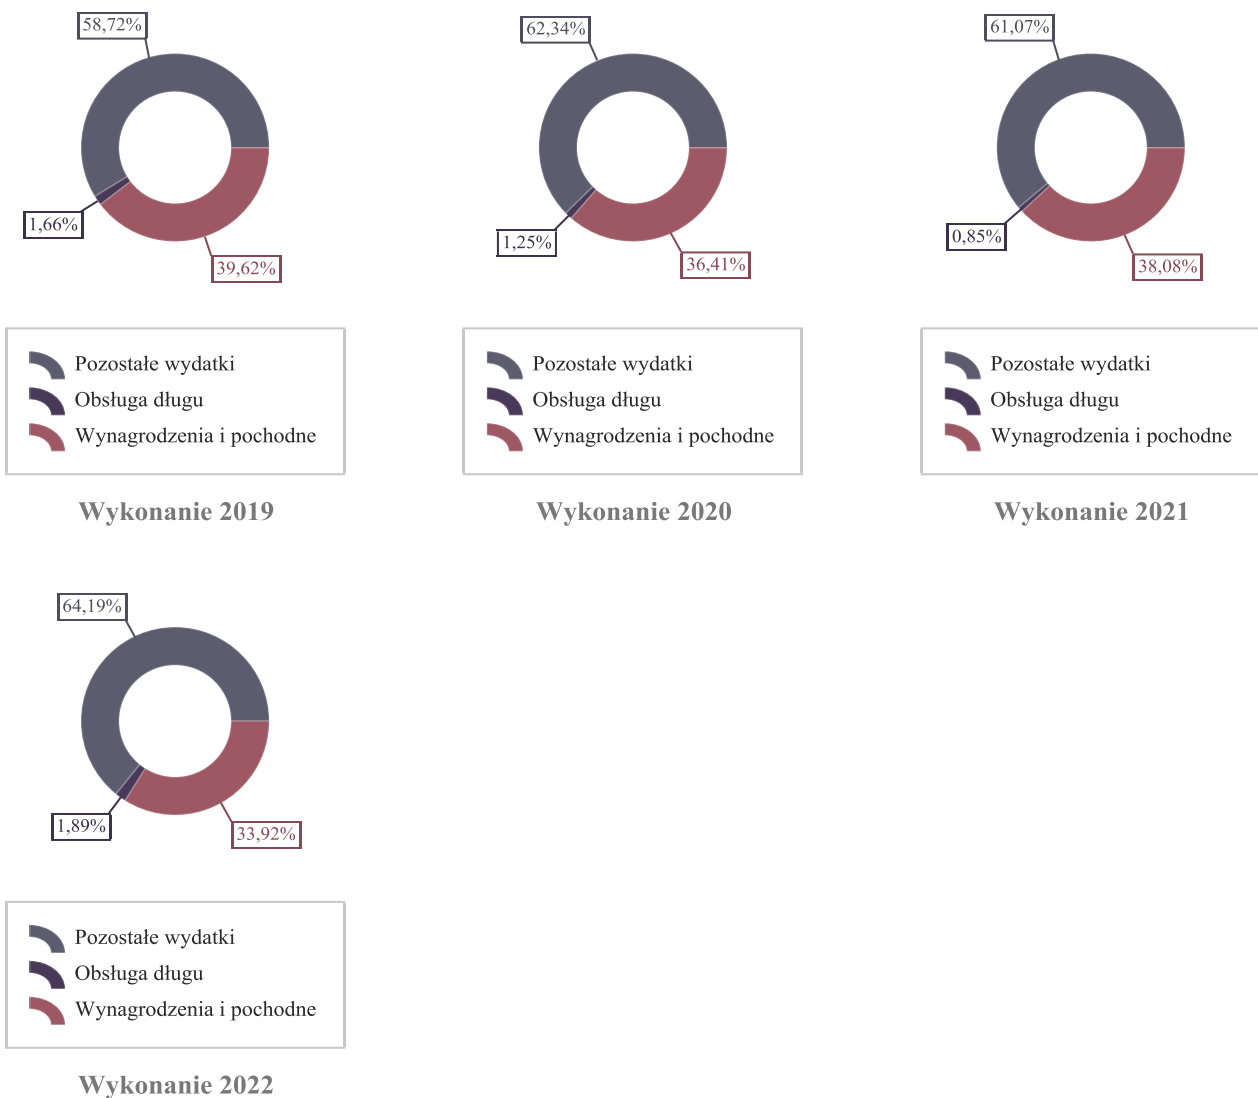 58,72%
1,66%
39,62%
Pozostałe wydatki
Obsługa długu
Wynagrodzenia i pochodne
Wykonanie 2019
62,34%
1,25%
36,41%
Pozostałe wydatki
Obsługa długu
Wynagrodzenia i pochodne
Wykonanie 2020
61,07%
0,85%
38,08%
Pozostałe wydatki
Obsługa długu
Wynagrodzenia i pochodne
Wykonanie 2021
64,19%
1,89%
33,92%
Pozostałe wydatki
Obsługa długu
Wynagrodzenia i pochodne
Wykonanie 2022